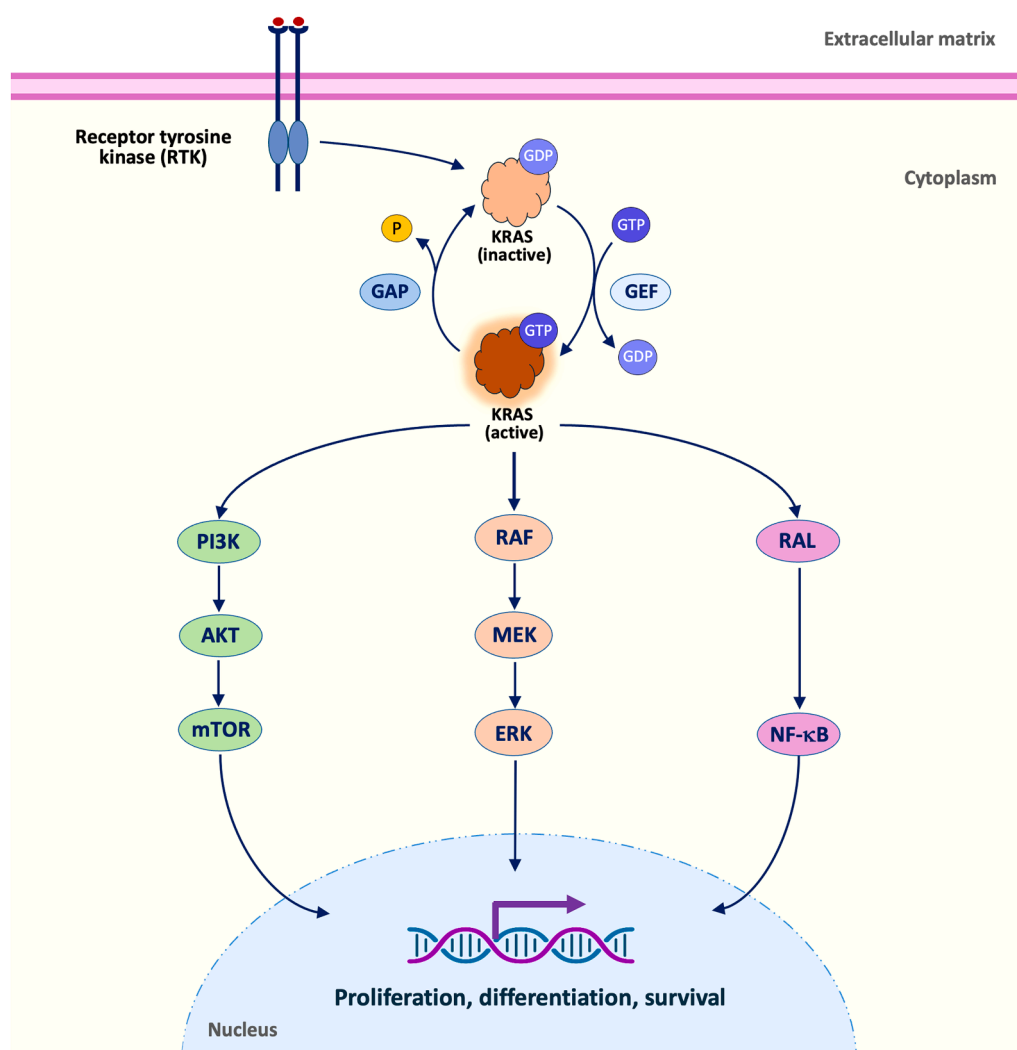 Extracellular matrix
Receptor tyrosine
kinase (RTK)
GDP
Cytoplasm
P
KRAS
(inactive)
GTP
GAP
GEF
GTP
GDP
KRAS
(active)
PI3K
RAF
RAL
AKT
MEK
mTOR
ERK
NF-κB
Proliferation, differentiation, survival
Nucleus